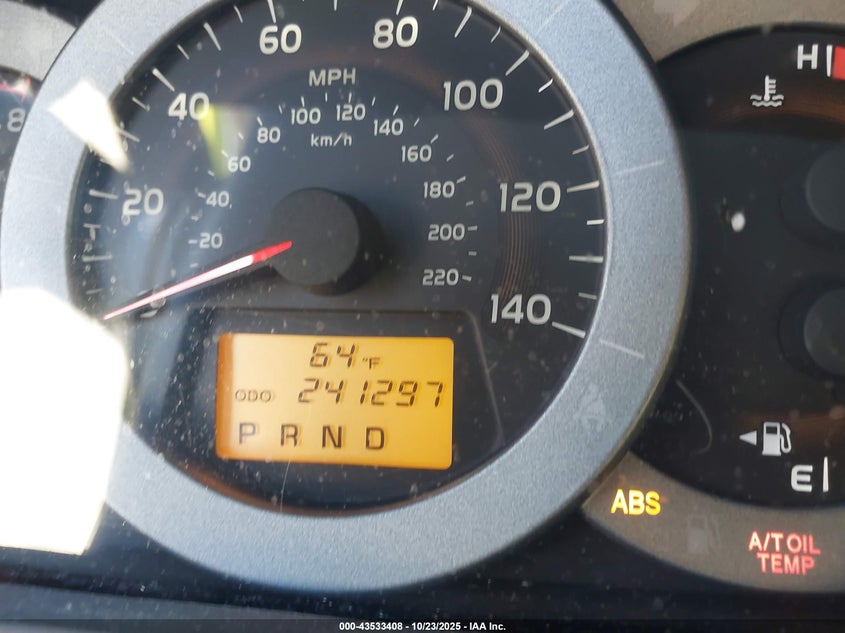 60 80
MPH
40 100
100 120
80 140
km/h
60 160
20 40 180 120
20 200
220
140
64°F
ODO 241297
P R N D
H
E
ABS
A/T OIL
TEMP
8
000-43533408 - 10/23/2025 - IAA Inc.